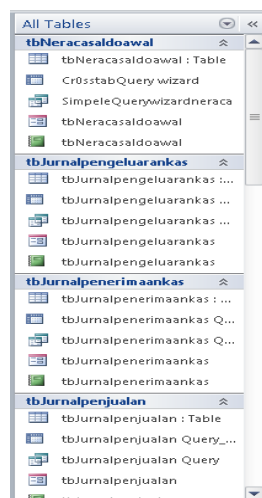 All Tables
tbNeracasaldoawal
tbNeracasaldoawal : Table
Cr0sstabQuery wizard
SimpeleQuerywizardneraca
tbNeracasaldoawal
tbNeracasaldoawal
tbJurnalpengeluarankas
tbJurnalpengeluarankas :...
tbJurnalpengeluarankas ...
tbJurnalpengeluarankas ...
tbJurnalpengeluarankas
tbJurnalpengeluarankas
tbJurnalpenerimaankas
tbJurnalpenerimaankas : ...
tbJurnalpenerimaankas Q...
tbJurnalpenerimaankas Q...
tbJurnalpenerimaankas
tbJurnalpenerimaankas
tbJurnalpenjualan
tbJurnalpenjualan : Table
tbJurnalpenjualan Query_...
tbJurnalpenjualan Query
tbJurnalpenjualan